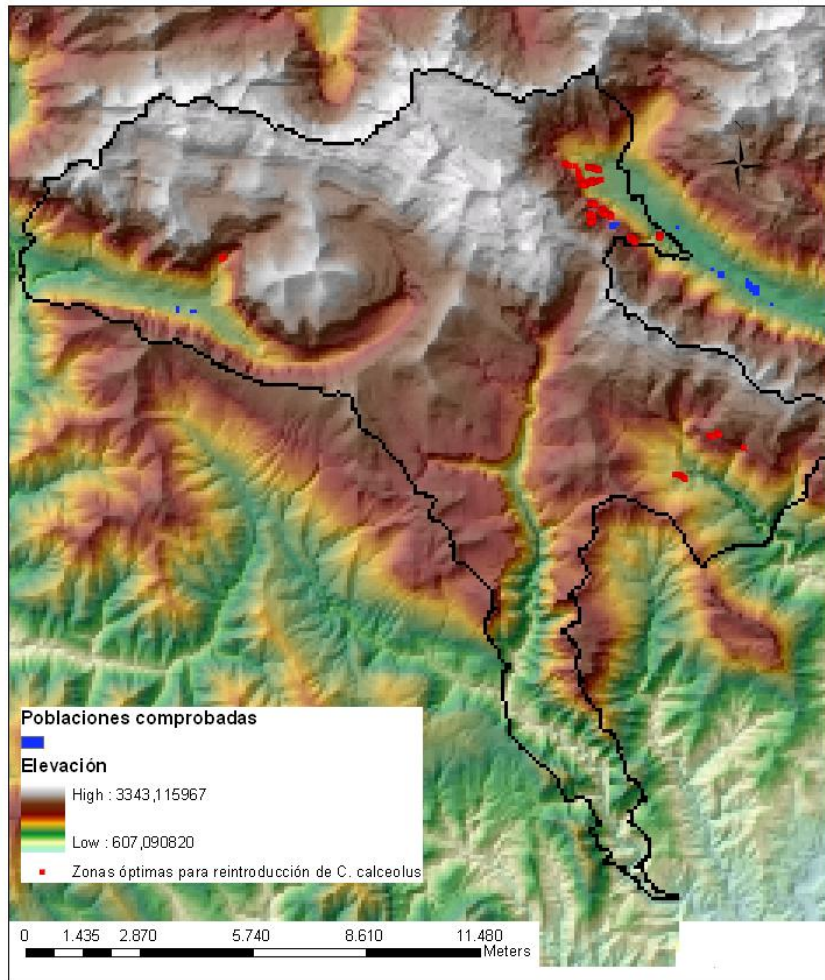 Poblaciones comprobadas
Elevación
High : 3343,115967
Low : 607,090820
Zonas óptimas para reintroducción de C. calceolus
0 1.435 2.870 5.740 8.610 11.480
Meters